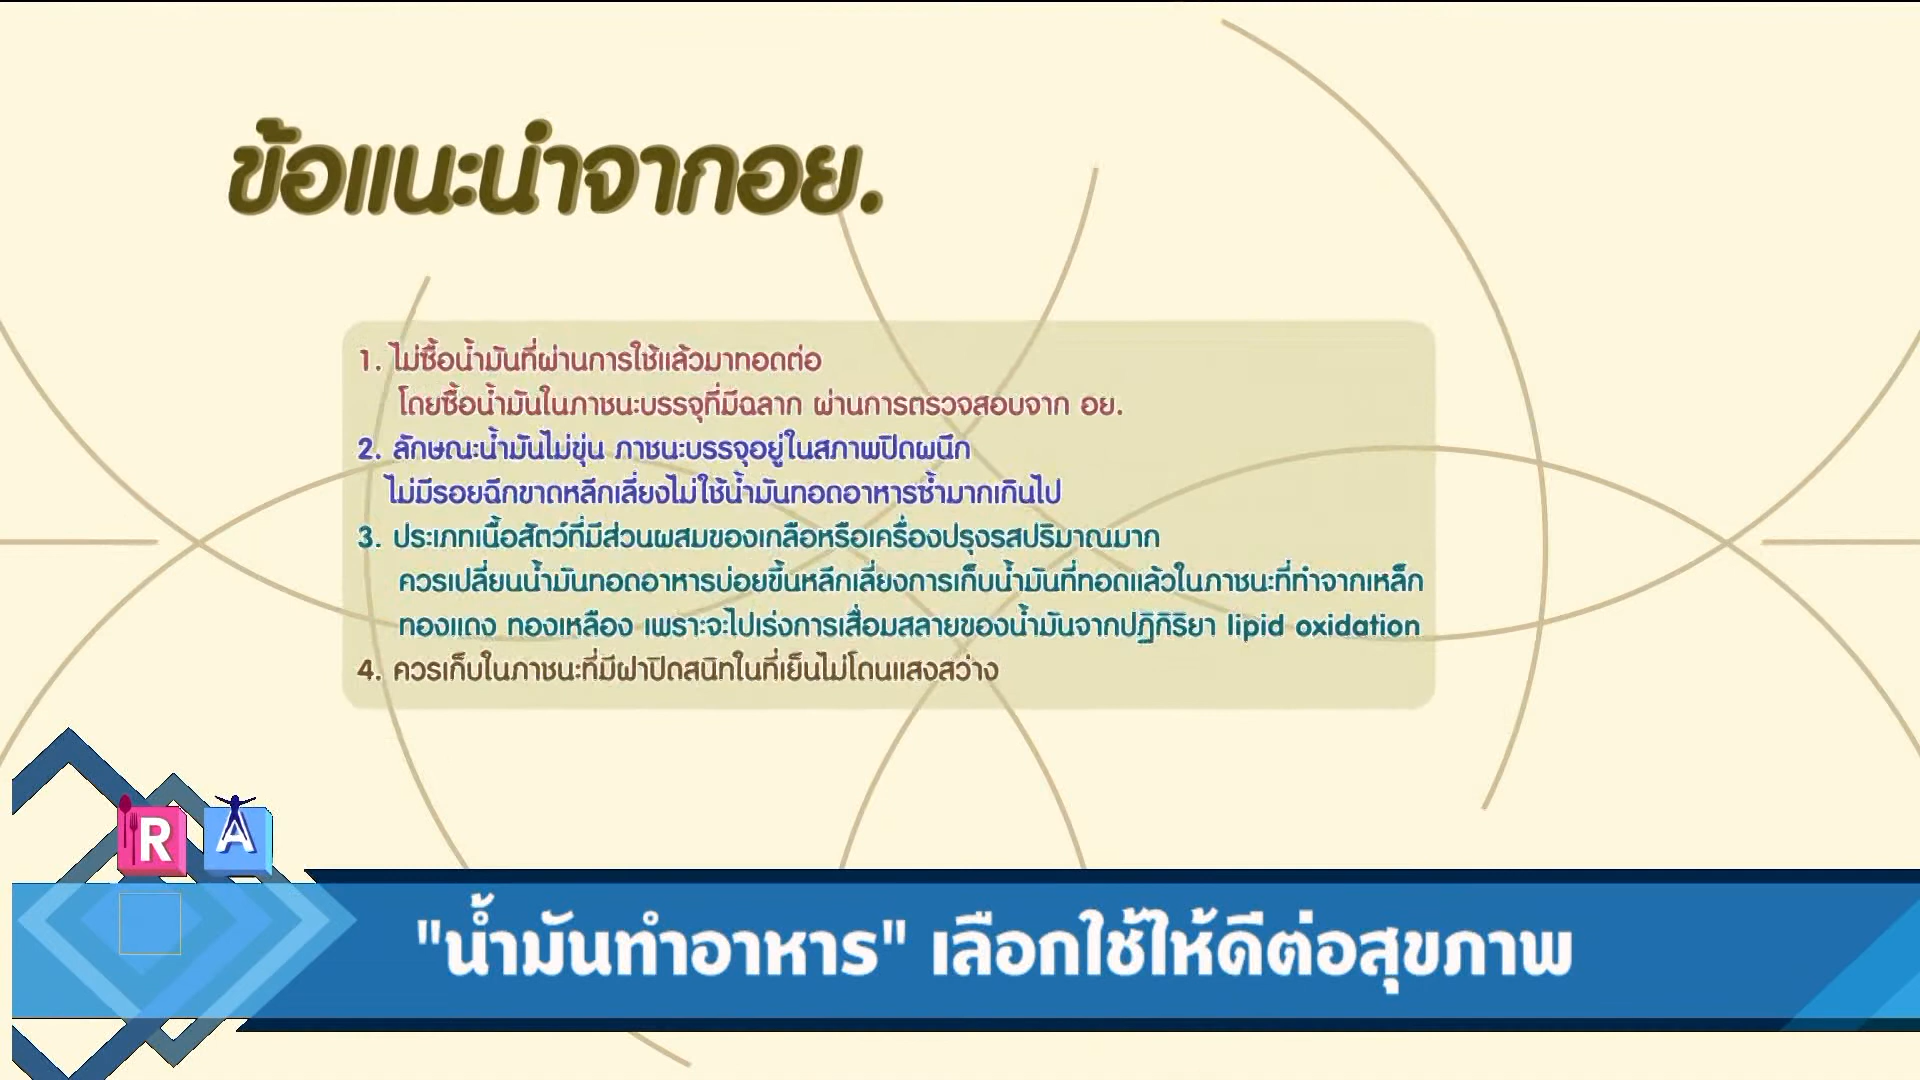 ข้อแนะนำจากอย.
1. ไม่ซื้อน้ำมันที่ผ่านการใช้แล้วมาทอดต่อ
โดยซื้อน้ำมันในภาชนะบรรจุที่มีฉลาก ผ่านการตรวจสอบจาก อย.
2. ลักษณะน้ำมันไม่ขุ่น ภาชนะบรรจุอยู่ในสภาพปิดผนึก
ไม่มีรอยฉีกขาดหลีกเลี่ยงไม่ใช้น้ำมันทอดอาหารซ้ำมากเกินไป
3. ประเภทเนื้อสัตว์ที่มีส่วนผสมของเกลือหรือเครื่องปรุงรสปริมาณมาก
ควรเปลี่ยนน้ำมันทอดอาหารบ่อยขึ้นหลีกเลี่ยงการเก็บน้ำมันที่ทอดแล้วในภาชนะที่ทำจากเหล็ก
ทองแดง ทองเหลือง เพราะจะไปเร่งการเสื่อมสลายของน้ำมันจากปฏิกิริยา lipid oxidation
4. ควรเก็บในภาชนะที่มีฝาปิดสนิทในที่เย็นไม่โดนแสงสว่าง
R A
"น้ำมันทำอาหาร" เลือกใช้ให้ดีต่อสุขภาพ